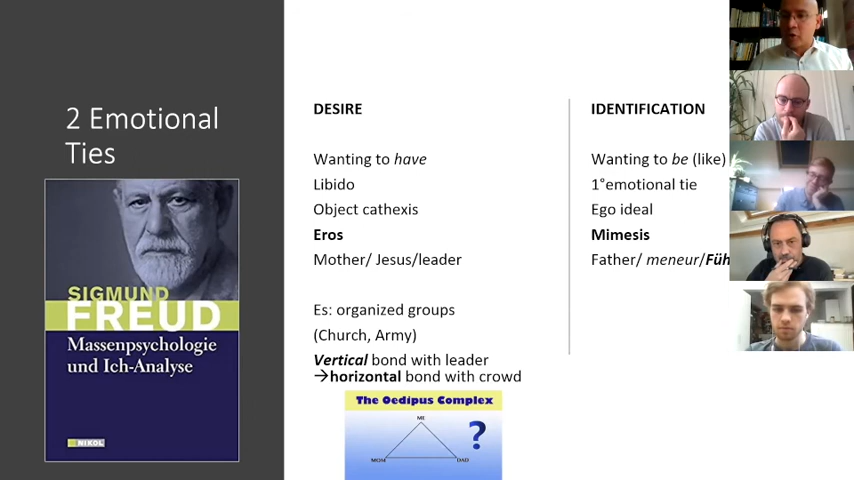 2 Emotional
Ties
SIGMUND
FREUD
Massenpsychologie
und Ich-Analyse
NIKOL
DESIRE
Wanting to have
Libido
Object cathexis
Eros
Mother/ Jesus/leader
Es: organized groups
(Church, Army)
Vertical bond with leader
→horizontal bond with crowd
The Oedipus Complex
ME
?
MOM
DAD
IDENTIFICATION
Wanting to be (like)
1°emotional tie
Ego ideal
Mimesis
Father/ meneur/Füh